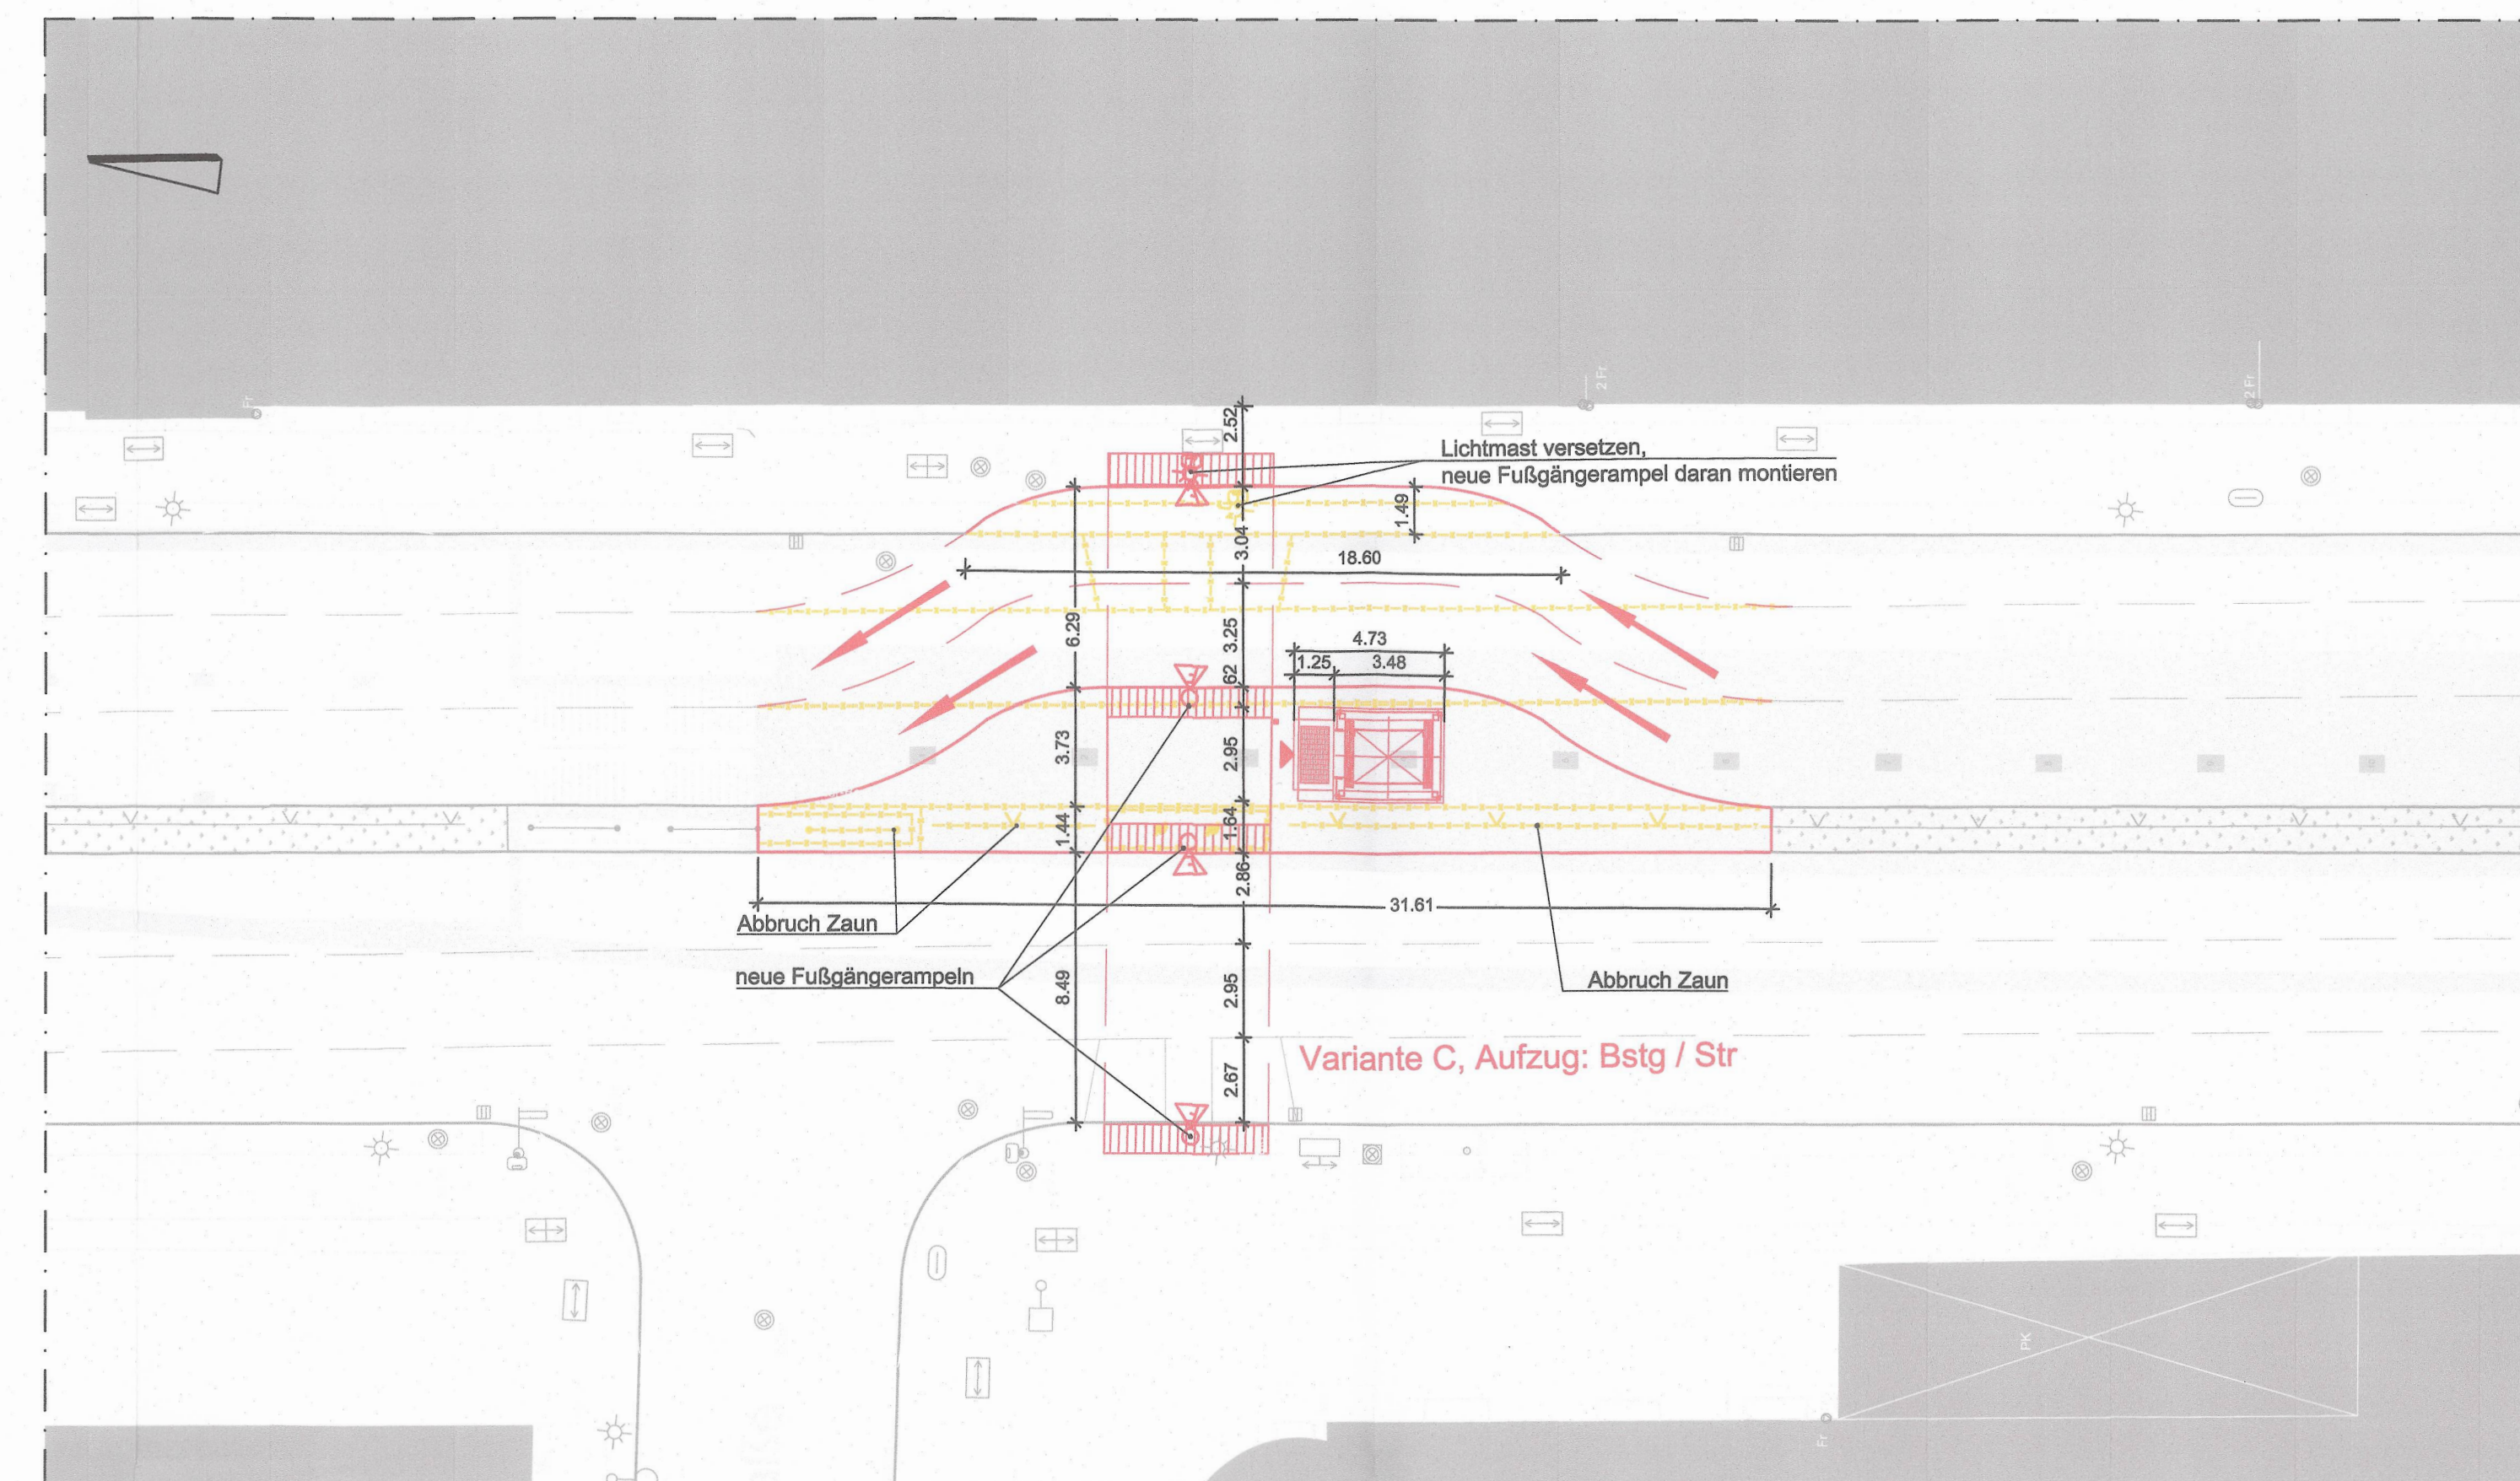 Fr
2 Fr
2 Fr
2.52
Lichtmast versetzen,
neue Fußgängerampel daran montieren
1.49
3.04
18.60
6.29
3.25
4.73
1.25
3.48
62
3.73
2.95
1.44
1.64
2.86
31.61
Abbruch Zaun
neue Fußgängerampeln
8.49
2.95
Abbruch Zaun
Variante C, Aufzug: Bstg / Str
2.67
PK
Fr